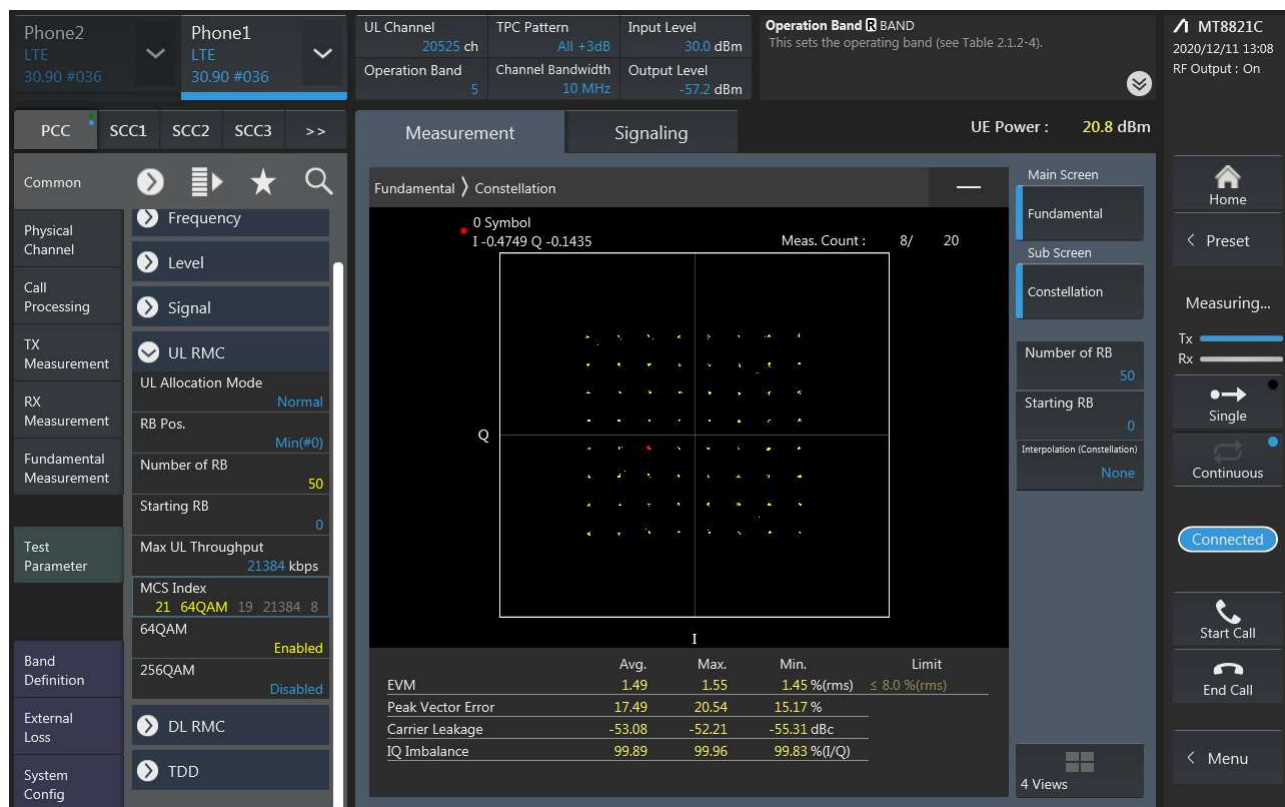 Phone2
LTE
30.90 #036
Phone1
LTE
30.90 #036
UL Channel
20525 ch
TPC Pattern
All +3dB
Input Level
30.0 dBm
Operation Band
5
Channel Bandwidth
10 MHz
Output Level
-57.2 dBm
Operation Band R BAND
This sets the operating band (see Table 2.1.2-4).
MT8821C
2020/12/11 13:08
RF Output : On
PCC SCC1 SCC2 SCC3 >>
Measurement
Signaling
UE Power : 20.8 dBm
Common
Physical
Channel
Call
Processing
TX
Measurement
RX
Measurement
Fundamental
Measurement
Test
Parameter
Band
Definition
External
Loss
System
Config
Frequency
Level
Signal
UL RMC
UL Allocation Mode
Normal
RB Pos.
Min(#0)
Number of RB
50
Starting RB
0
Max UL Throughput
21384 kbps
MCS Index
21 64QAM 19 21384 8
64QAM
Enabled
256QAM
Disabled
DL RMC
TDD
Fundamental 〉 Constellation
0 Symbol
I -0.4749 Q -0.1435
Meas. Count : 8/ 20
Q
I
Avg. Max. Min. Limit
EVM 1.49 1.55 1.45 %(rms) ≤ 8.0 %(rms)
Peak Vector Error 17.49 20.54 15.17 %
Carrier Leakage -53.08 -52.21 -55.31 dBc
IQ Imbalance 99.89 99.96 99.83 %(I/Q)
Main Screen
Fundamental
Sub Screen
Constellation
Number of RB
50
Starting RB
0
Interpolation (Constellation)
None
4 Views
Home
< Preset
Measuring...
Tx
Rx
Single
Continuous
Connected
Start Call
End Call
< Menu